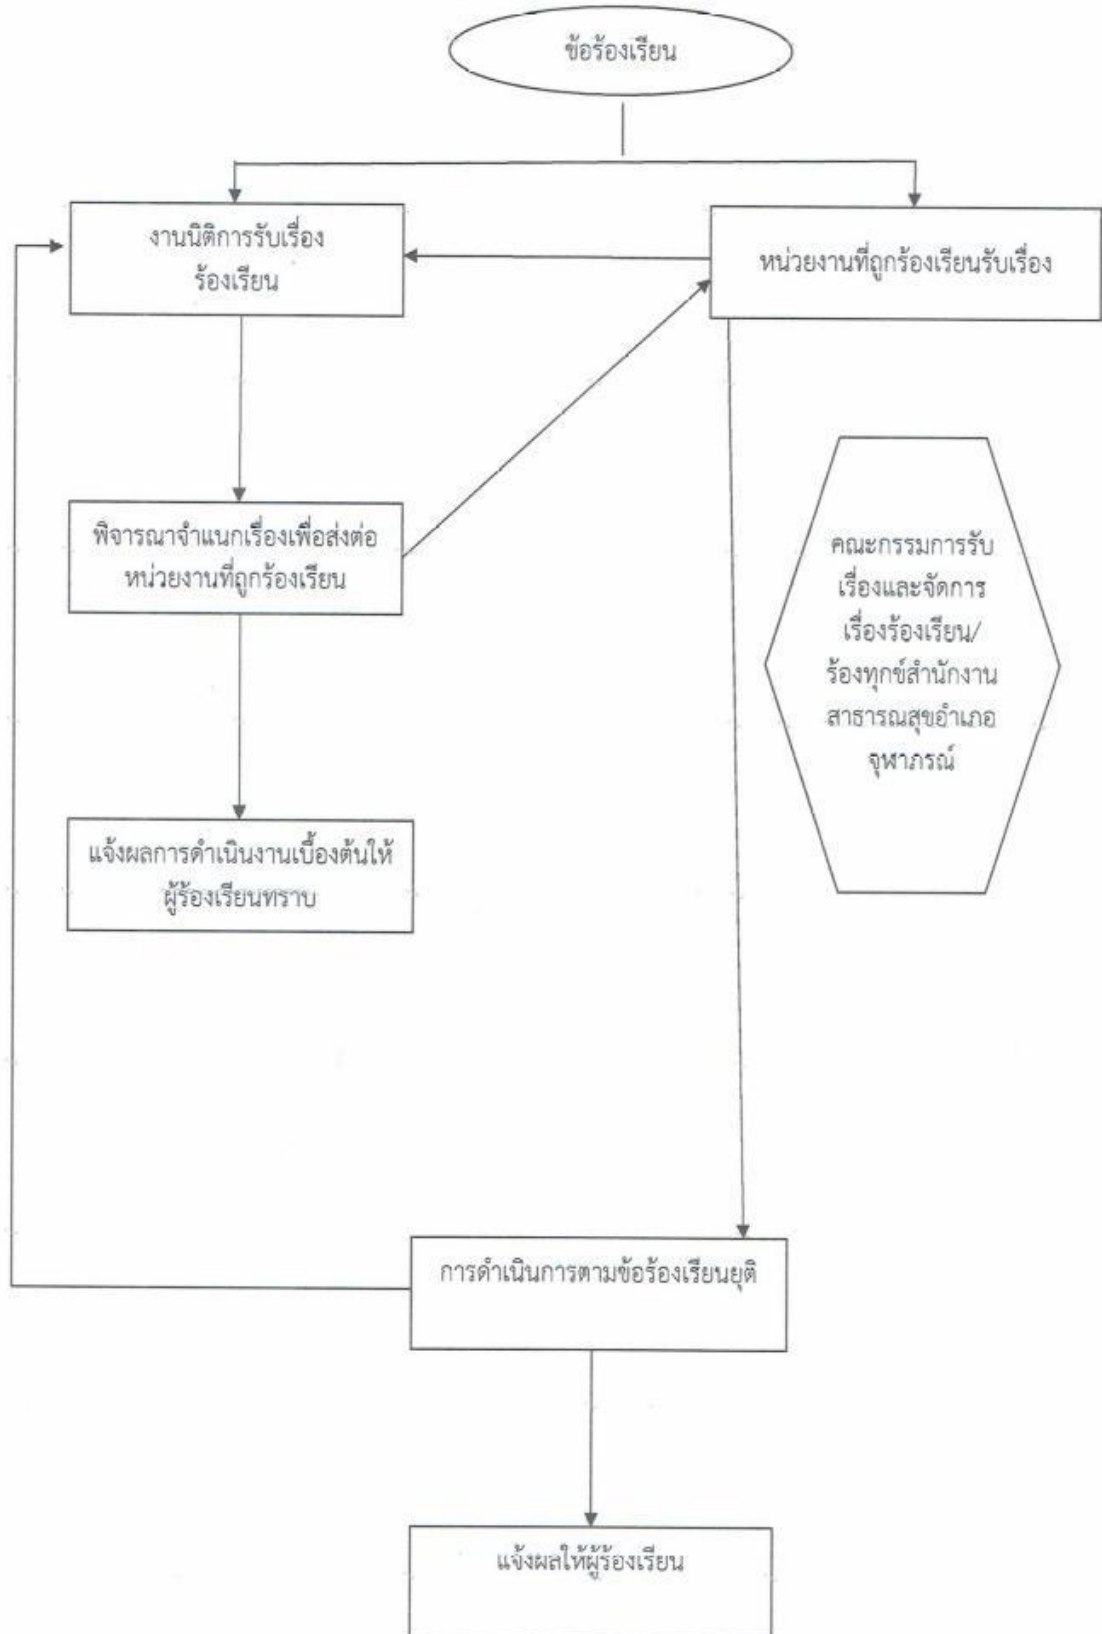 ข้อร้องเรียน
งานนิติการรับเรื่อง
ร้องเรียน
หน่วยงานที่ถูกร้องเรียนรับเรื่อง
พิจารณาจำแนกเรื่องเพื่อส่งต่อ
หน่วยงานที่ถูกร้องเรียน
คณะกรรมการรับ
เรื่องและจัดการ
เรื่องร้องเรียน/
ร้องทุกข์สำนักงาน
สาธารณสุขอำเภอ
จุฬาภรณ์
แจ้งผลการดำเนินงานเบื้องต้นให้
ผู้ร้องเรียนทราบ
การดำเนินการตามข้อร้องเรียนยุติ
แจ้งผลให้ผู้ร้องเรียน